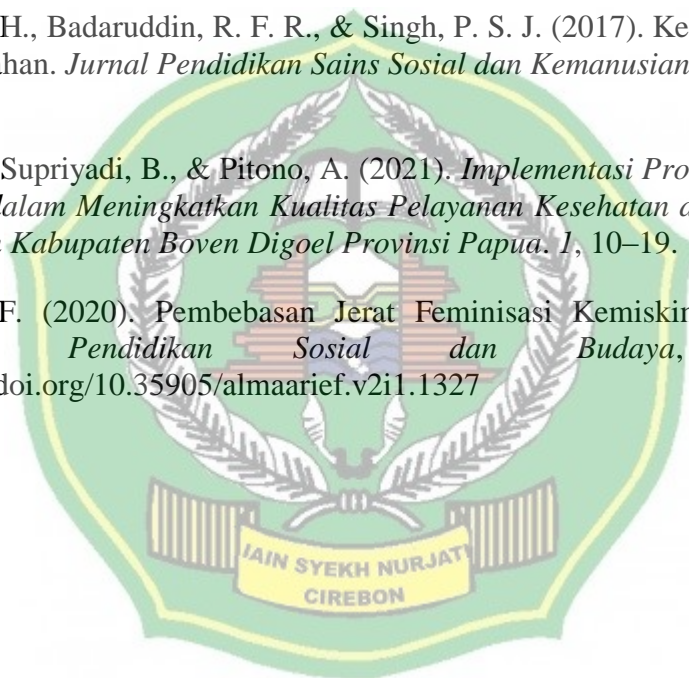 H., Badaruddin, R. F. R., & Singh, P. S. J. (2017). Ke
ahan. Jurnal Pendidikan Sains Sosial dan Kemanusian
Supriyadi, B., & Pitono, A. (2021). Implementasi Pro
dalam Meningkatkan Kualitas Pelayanan Kesehatan d
Kabupaten Boven Digoel Provinsi Papua. 1, 10–19.
F. (2020). Pembebasan Jerat Feminisasi Kemiskin
Pendidikan Sosial dan Budaya,
doi.org/10.35905/almaarief.v2i1.1327
IAIN SYEKH NURJATI
CIREBON